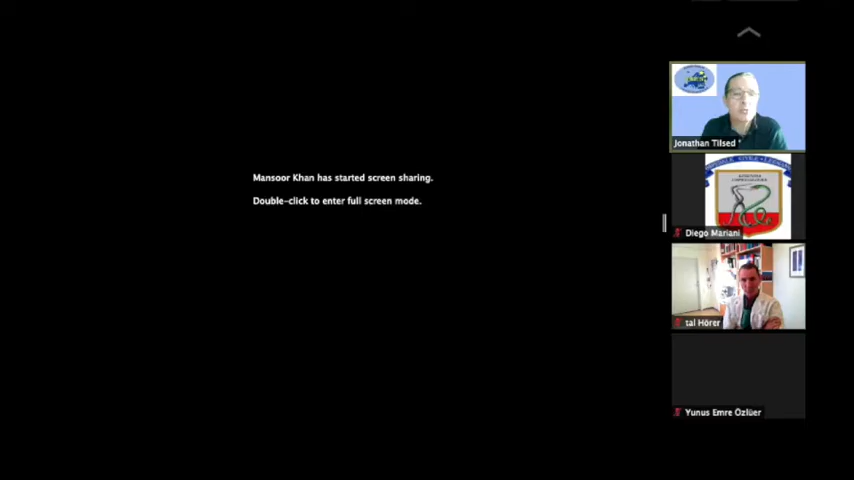 Mansoor Khan has started screen sharing.
Double-click to enter full screen mode.
Jonathan Tilsed
Diego Mariani
tal Hörer
Yunus Emre Özlüer